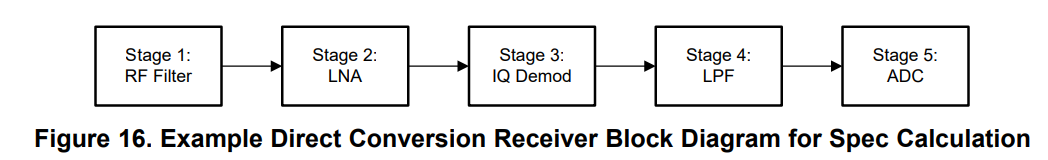 Stage 1:
RF Filter
Stage 2:
LNA
Stage 3:
IQ Demod
Stage 4:
LPF
Stage 5:
ADC
Figure 16. Example Direct Conversion Receiver Block Diagram for Spec Calculation